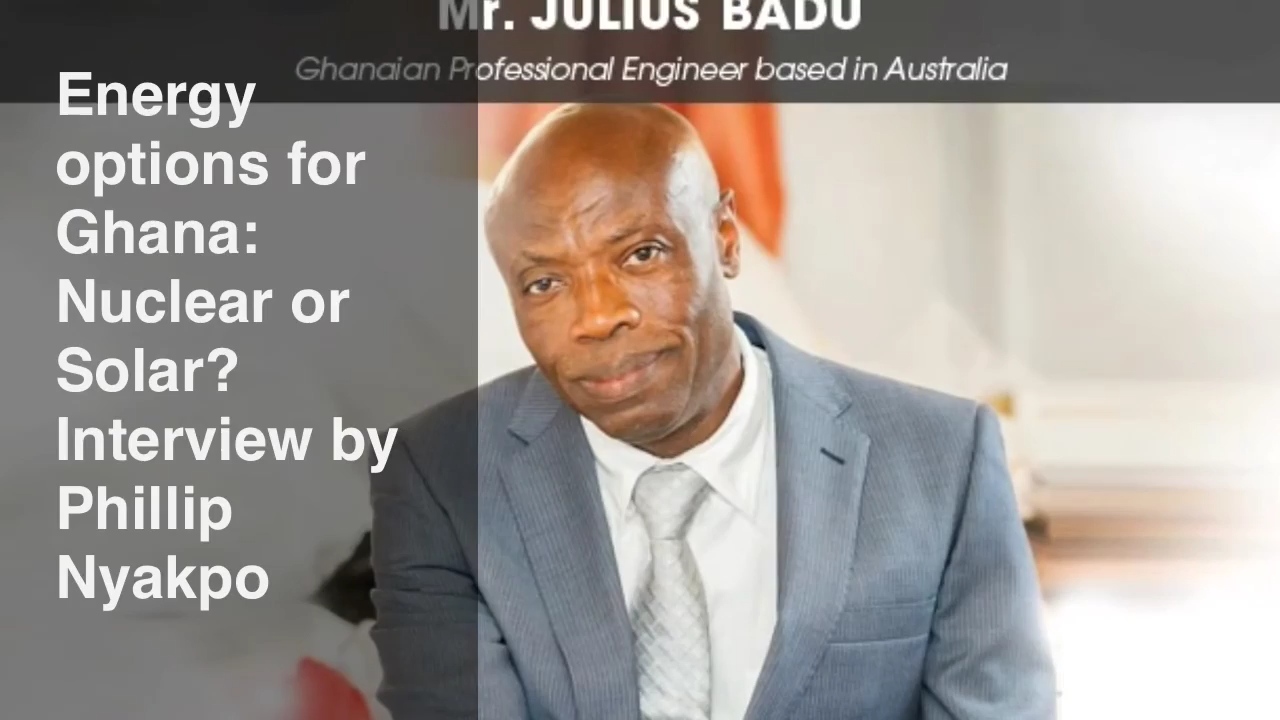 Mr. JULIUS BADU
Ghanaian Professional Engineer based in Australia
Energy
options for
Ghana:
Nuclear or
Solar?
Interview by
Phillip
Nyakpo